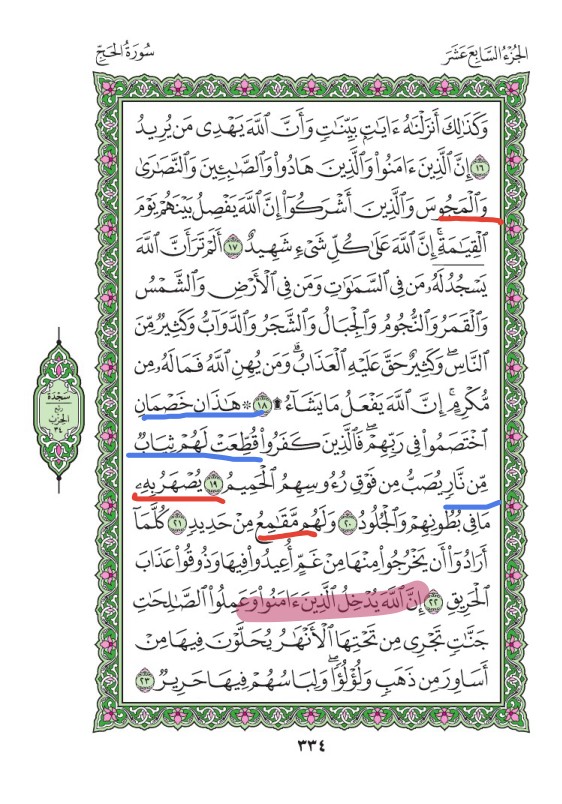 الجُزْءُ السَّابِعَ عَشَرَ
سُورَةُ الحَجِّ
وَكَذَٰلِكَ أَنزَلْنَٰهُ ءَايَٰتٍۭ بَيِّنَٰتٍ وَأَنَّ ٱللَّهَ يَهْدِى مَن يُرِيدُ
١٦ إِنَّ ٱلَّذِينَ ءَامَنُوا۟ وَٱلَّذِينَ هَادُوا۟ وَٱلصَّٰبِـِٔينَ وَٱلنَّصَٰرَىٰ
وَٱلْمَجُوسَ وَٱلَّذِينَ أَشْرَكُوٓا۟ إِنَّ ٱللَّهَ يَفْصِلُ بَيْنَهُمْ يَوْمَ
ٱلْقِيَٰمَةِ ۚ إِنَّ ٱللَّهَ عَلَىٰ كُلِّ شَىْءٍ شَهِيدٌ ١٧ أَلَمْ تَرَ أَنَّ ٱللَّهَ
يَسْجُدُ لَهُۥ مَن فِى ٱلسَّمَٰوَٰتِ وَمَن فِى ٱلْأَرْضِ وَٱلشَّمْسُ
وَٱلْقَمَرُ وَٱلنُّجُومُ وَٱلْجِبَالُ وَٱلشَّجَرُ وَٱلدَّوَآبُّ وَكَثِيرٌ مِّنَ
ٱلنَّاسِ ۖ وَكَثِيرٌ حَقَّ عَلَيْهِ ٱلْعَذَابُ ۗ وَمَن يُهِنِ ٱللَّهُ فَمَا لَهُۥ مِن
مُّكْرِمٍ ۚ إِنَّ ٱللَّهَ يَفْعَلُ مَا يَشَآءُ ۩ ١٨ ۞ هَٰذَانِ خَصْمَانِ
ٱخْتَصَمُوا۟ فِى رَبِّهِمْ ۖ فَٱلَّذِينَ كَفَرُوا۟ قُطِّعَتْ لَهُمْ ثِيَابٌ
مِّن نَّارٍ يُصَبُّ مِن فَوْقِ رُءُوسِهِمُ ٱلْحَمِيمُ ١٩ يُصْهَرُ بِهِۦ
مَا فِى بُطُونِهِمْ وَٱلْجُلُودُ ٢٠ وَلَهُم مَّقَٰمِعُ مِنْ حَدِيدٍ ٢١ كُلَّمَآ
أَرَادُوٓا۟ أَن يَخْرُجُوا۟ مِنْهَا مِنْ غَمٍّ أُعِيدُوا۟ فِيهَا وَذُوقُوا۟ عَذَابَ
ٱلْحَرِيقِ ٢٢ إِنَّ ٱللَّهَ يُدْخِلُ ٱلَّذِينَ ءَامَنُوا۟ وَعَمِلُوا۟ ٱلصَّٰلِحَٰتِ
جَنَّٰتٍ تَجْرِى مِن تَحْتِهَا ٱلْأَنْهَٰرُ يُحَلَّوْنَ فِيهَا مِنْ
أَسَاوِرَ مِن ذَهَبٍ وَلُؤْلُؤًا ۖ وَلِبَاسُهُمْ فِيهَا حَرِيرٌ ٢٣
سَجْدَة
رُبع
الحِزب
٣٤
٣٣٤